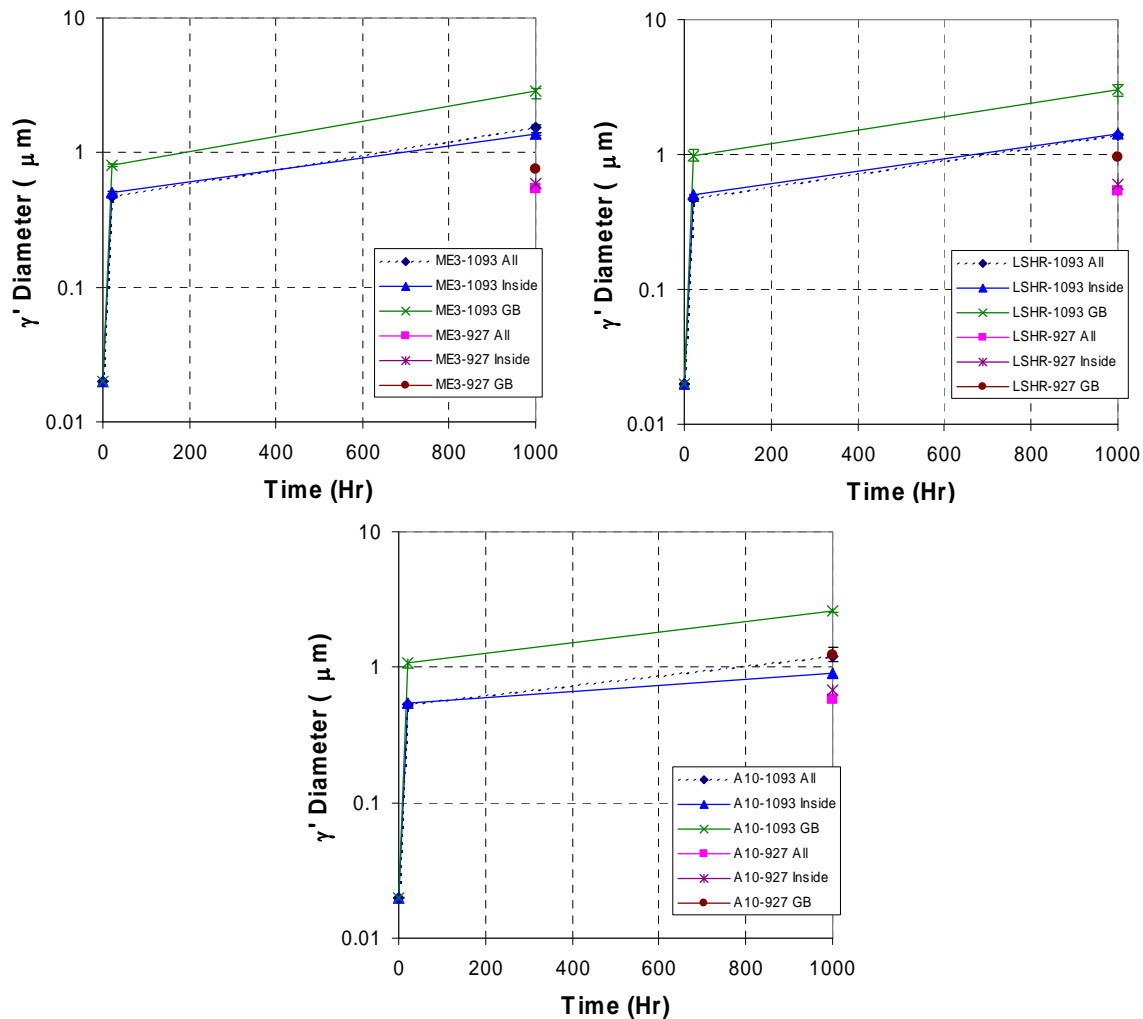 10
1
0.1
0.01
γ' Diameter ( μm)
0 200 400 600 800 1000
Time (Hr)
ME3-1093 All
ME3-1093 Inside
ME3-1093 GB
ME3-927 All
ME3-927 Inside
ME3-927 GB
10
1
0.1
0.01
γ' Diameter ( μm)
0 200 400 600 800 1000
Time (Hr)
LSHR-1093 All
LSHR-1093 Inside
LSHR-1093 GB
LSHR-927 All
LSHR-927 Inside
LSHR-927 GB
10
1
0.1
0.01
γ' Diameter ( μm)
0 200 400 600 800 1000
Time (Hr)
A10-1093 All
A10-1093 Inside
A10-1093 GB
A10-927 All
A10-927 Inside
A10-927 GB